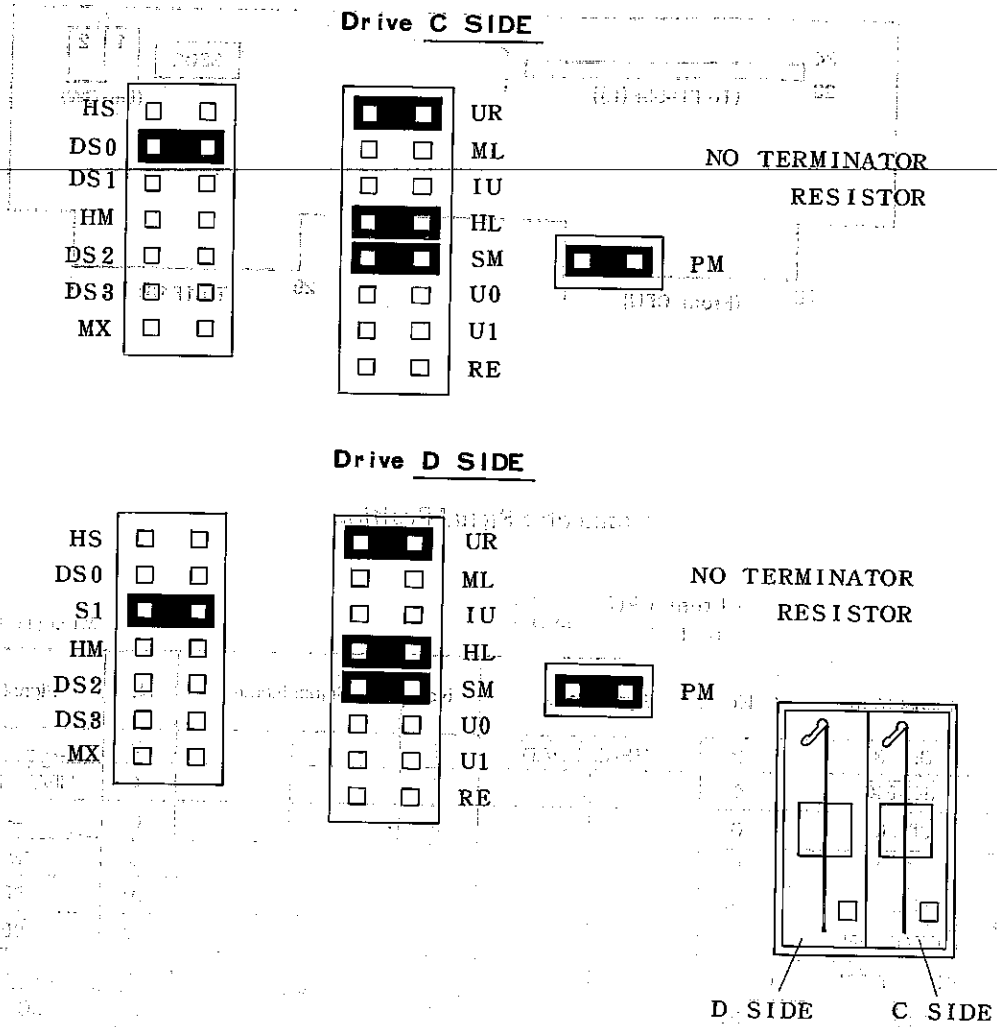 Drive C SIDE
HS
DS0
DS1
HM
DS2
DS3
MX
UR
ML
IU
HL
SM
U0
U1
RE
PM
NO TERMINATOR
RESISTOR
Drive D SIDE
HS
DS0
S1
HM
DS2
DS3
MX
UR
ML
IU
HL
SM
U0
U1
RE
PM
NO TERMINATOR
RESISTOR
D SIDE
C SIDE